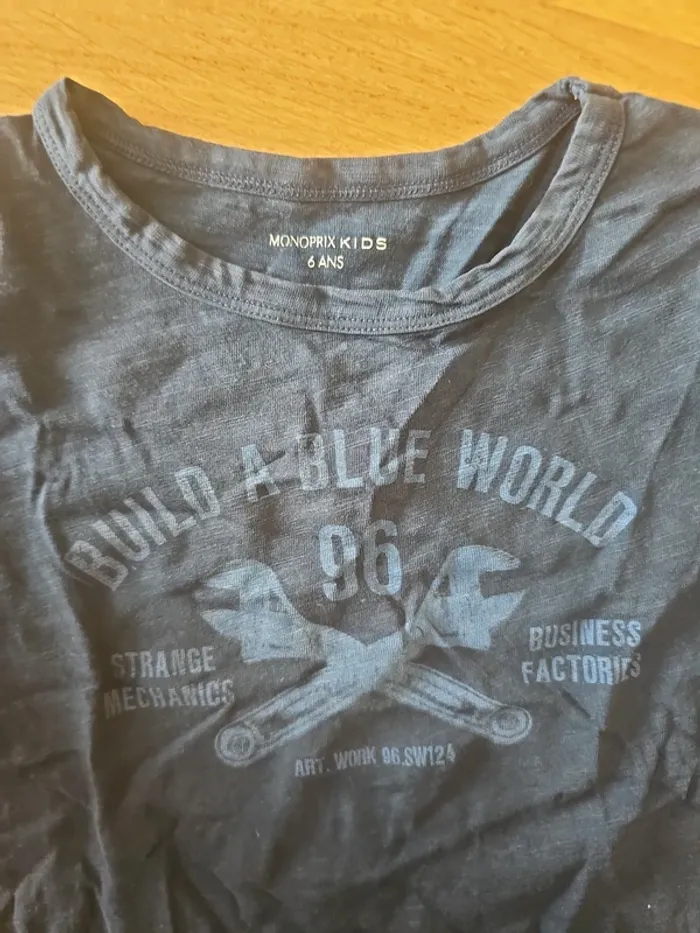 MONOPRIX KIDS
6 ANS
BUILD A BLUE WORLD
96
STRANGE
MECHANICS
BUSINESS
FACTORIES
ART. WORK 96.SW124